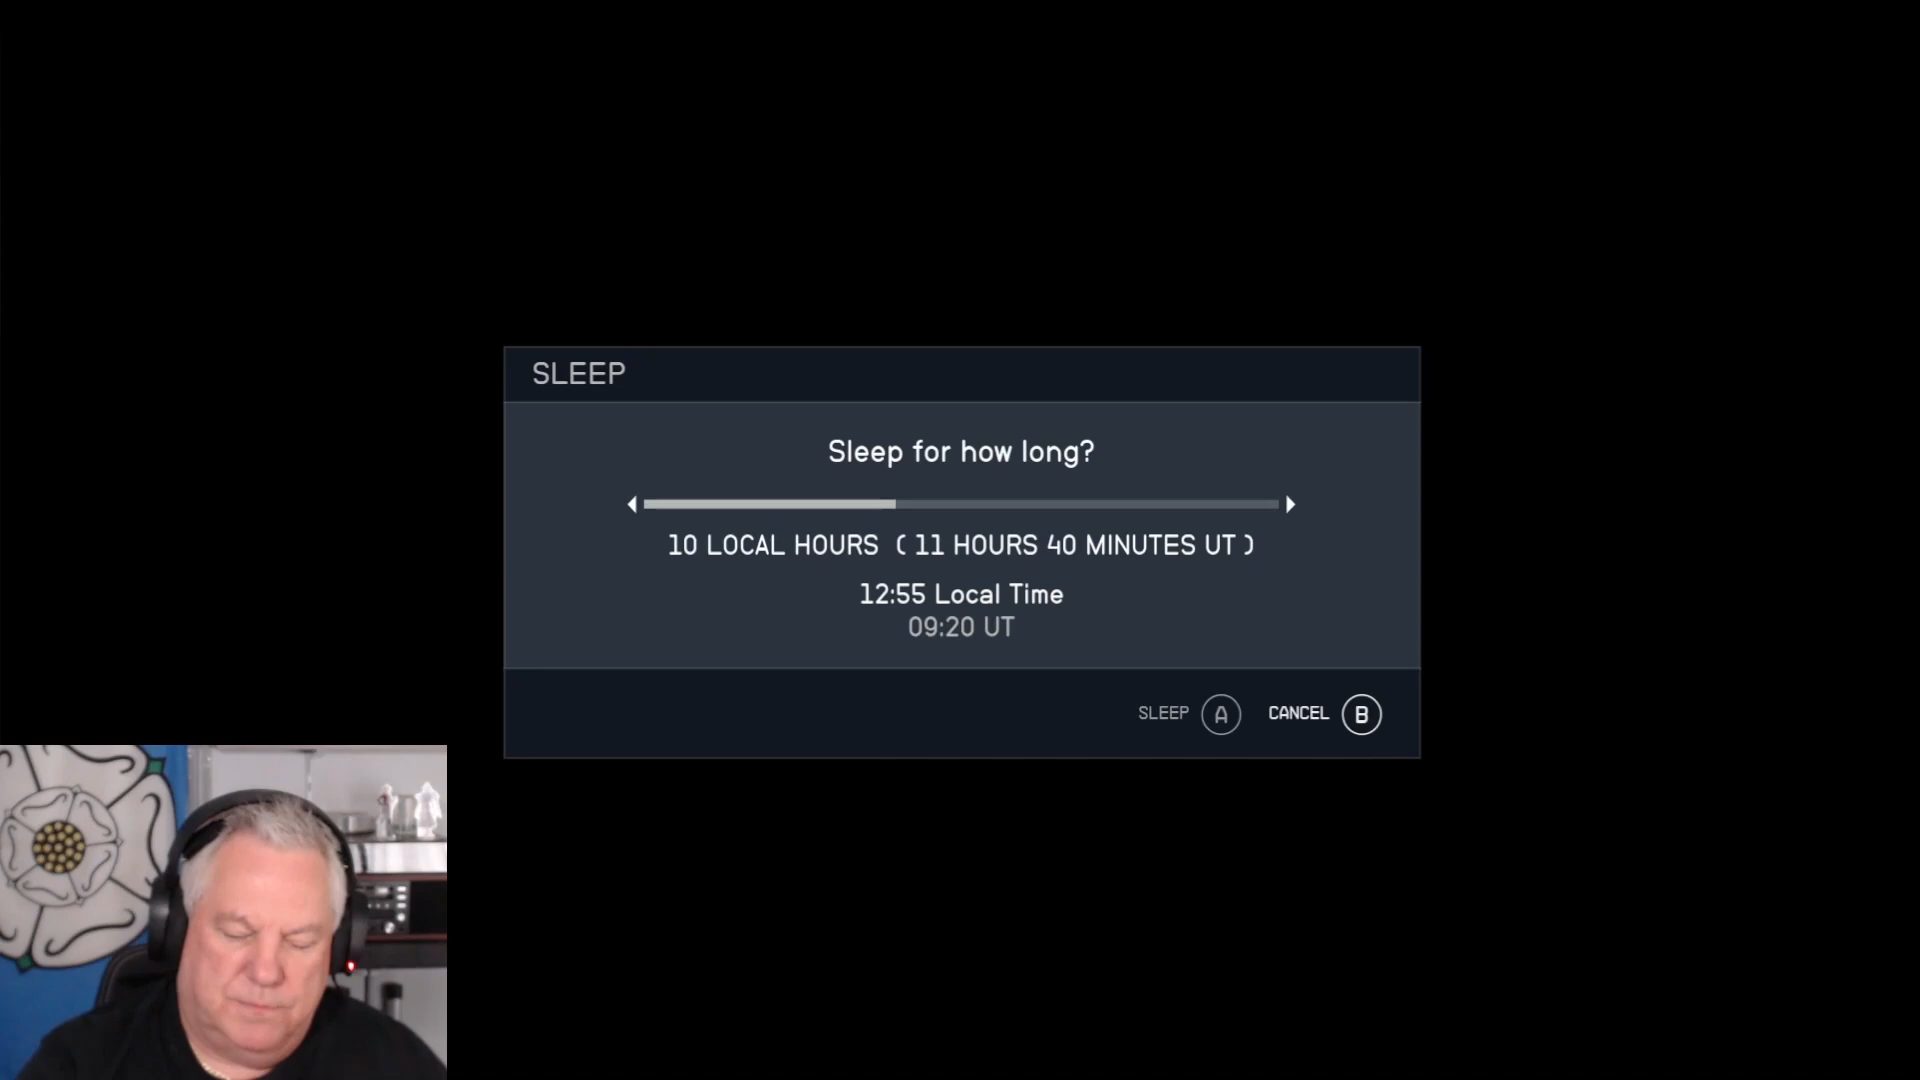 SLEEP
Sleep for how long?
10 LOCAL HOURS ( 11 HOURS 40 MINUTES UT )
12:55 Local Time
09:20 UT
SLEEP A CANCEL B